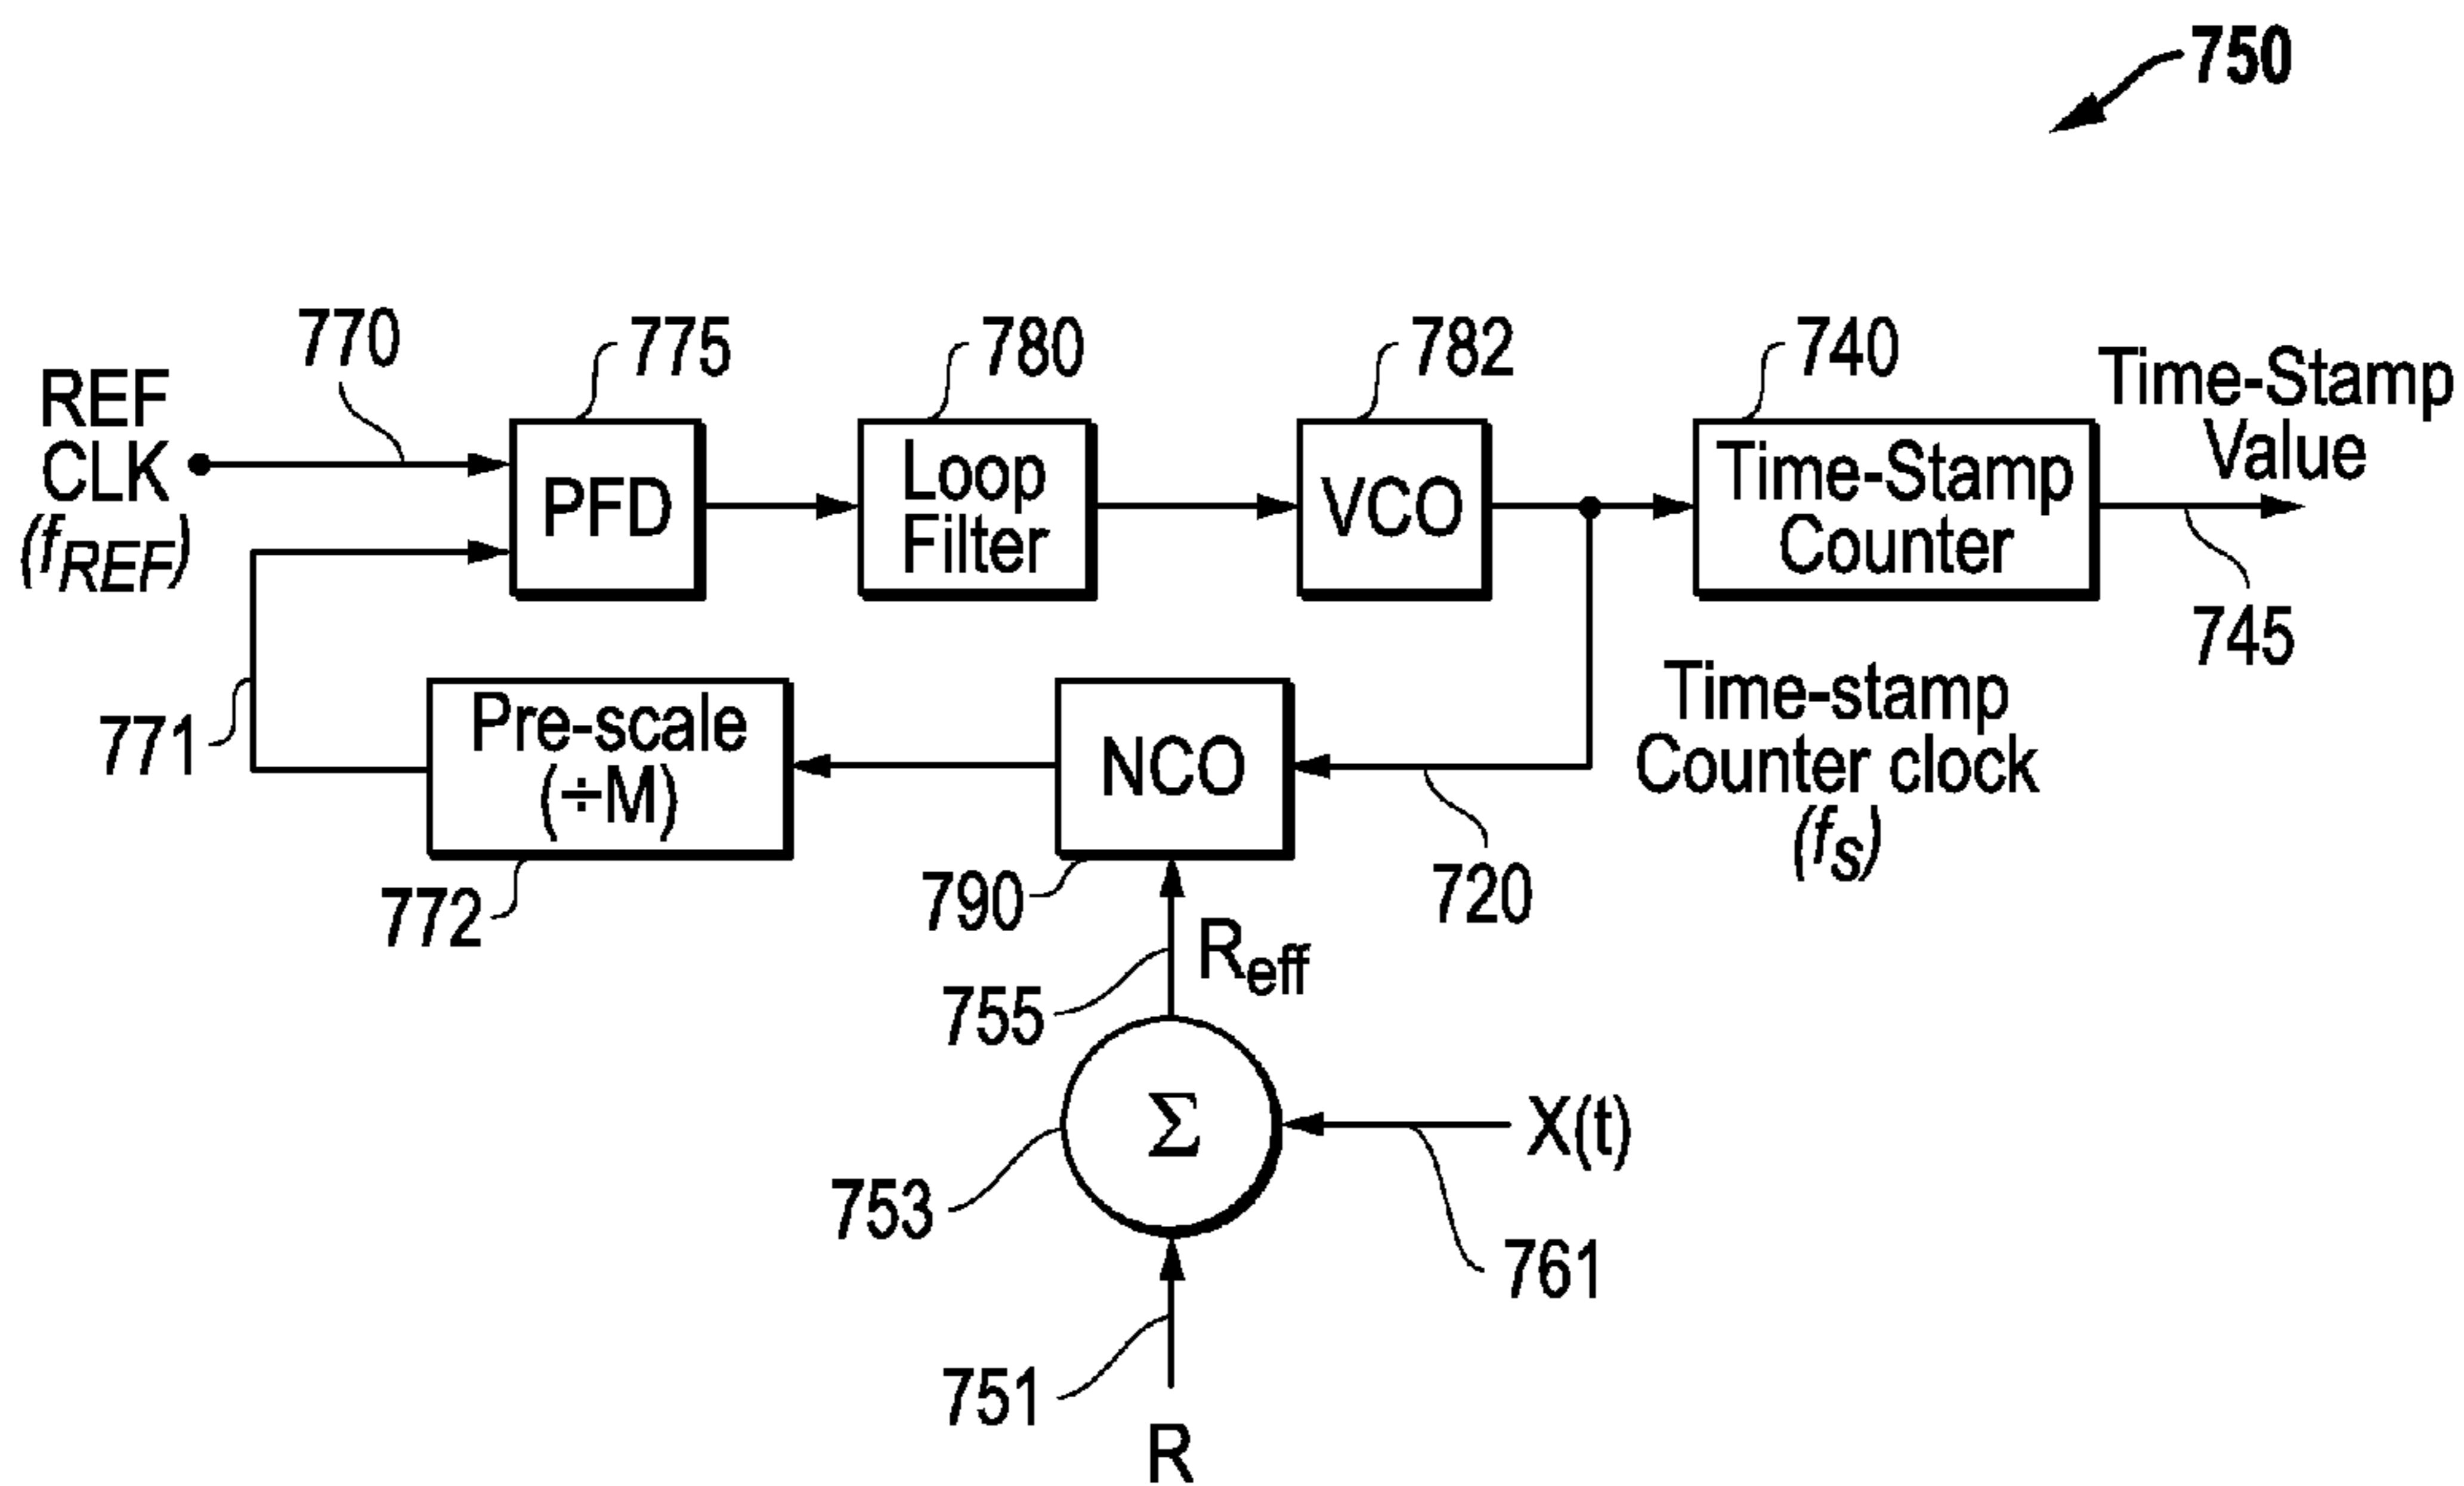 750
770
775
780
782
740
REF
CLK
(fREF)
PFD
Loop
Filter
VCO
Time-Stamp
Counter
Time-Stamp
Value
745
771
Pre-scale
(÷M)
772
NCO
790
720
Time-stamp
Counter clock
(fS)
Reff
755
Σ
753
X(t)
761
751
R